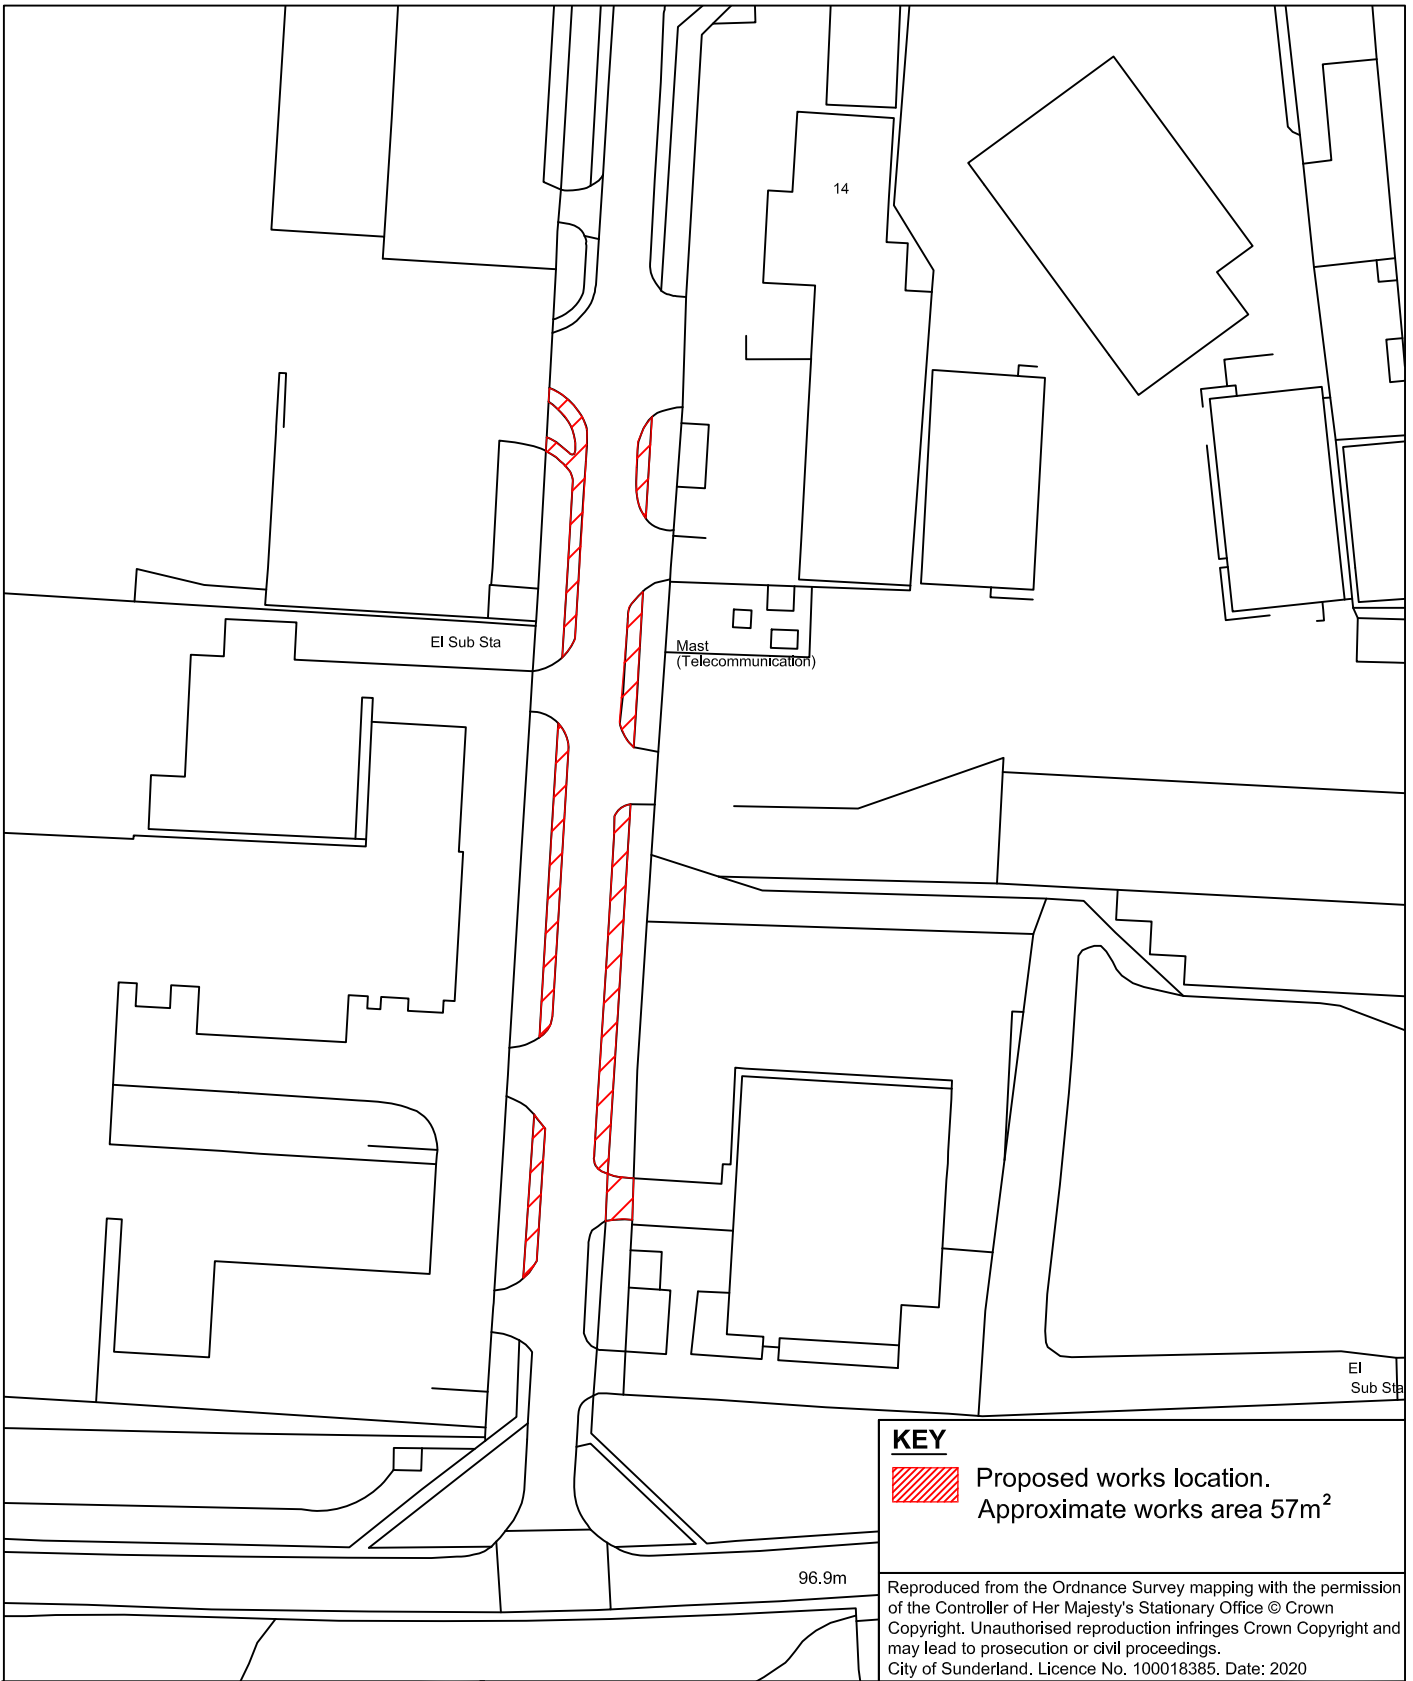 14
El Sub Sta
Mast
(Telecommunication)
El
Sub Sta
96.9m
KEY
Proposed works location.
Approximate works area 57m²
Reproduced from the Ordnance Survey mapping with the permission
of the Controller of Her Majesty's Stationary Office © Crown
Copyright. Unauthorised reproduction infringes Crown Copyright and
may lead to prosecution or civil proceedings.
City of Sunderland. Licence No. 100018385. Date: 2020